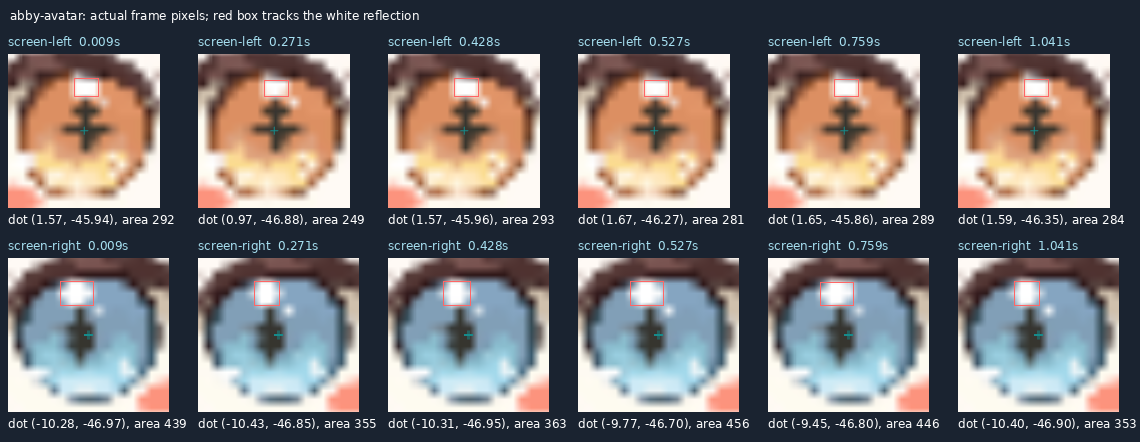 abby-avatar: actual frame pixels; red box tracks the white reflection
screen-left 0.009s
screen-left 0.271s
screen-left 0.428s
screen-left 0.527s
screen-left 0.759s
screen-left 1.041s
dot (1.57, -45.94), area 292
dot (0.97, -46.88), area 249
dot (1.57, -45.96), area 293
dot (1.67, -46.27), area 281
dot (1.65, -45.86), area 289
dot (1.59, -46.35), area 284
screen-right 0.009s
screen-right 0.271s
screen-right 0.428s
screen-right 0.527s
screen-right 0.759s
screen-right 1.041s
dot (-10.28, -46.97), area 439
dot (-10.43, -46.85), area 355
dot (-10.31, -46.95), area 363
dot (-9.77, -46.70), area 456
dot (-9.45, -46.80), area 446
dot (-10.40, -46.90), area 353